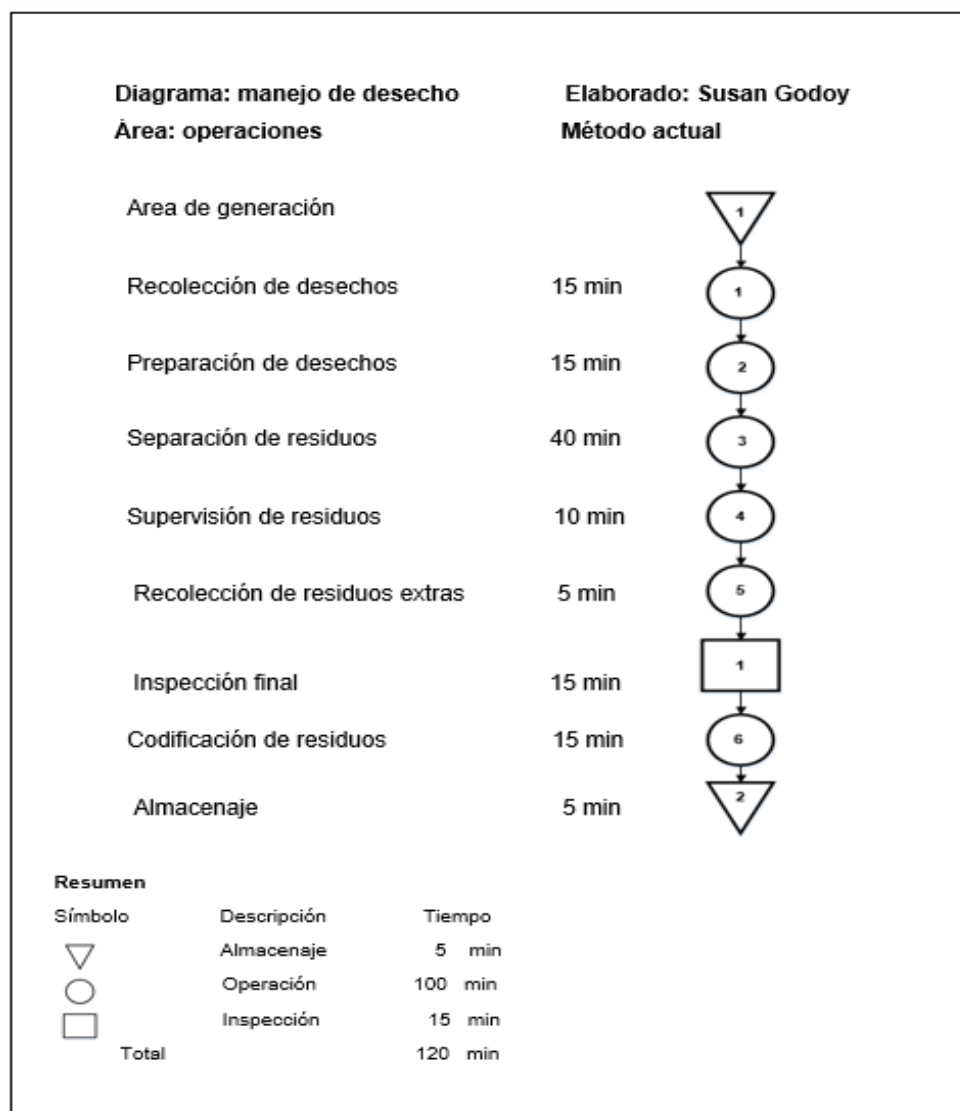 Diagrama: manejo de desecho Elaborado: Susan Godoy
Área: operaciones Método actual
Area de generación 1
Recolección de desechos 15 min 1
Preparación de desechos 15 min 2
Separación de residuos 40 min 3
Supervisión de residuos 10 min 4
Recolección de residuos extras 5 min 5
Inspección final 15 min 1
Codificación de residuos 15 min 6
Almacenaje 5 min 2
Resumen
Símbolo Descripción Tiempo
Almacenaje 5 min
Operación 100 min
Inspección 15 min
Total 120 min